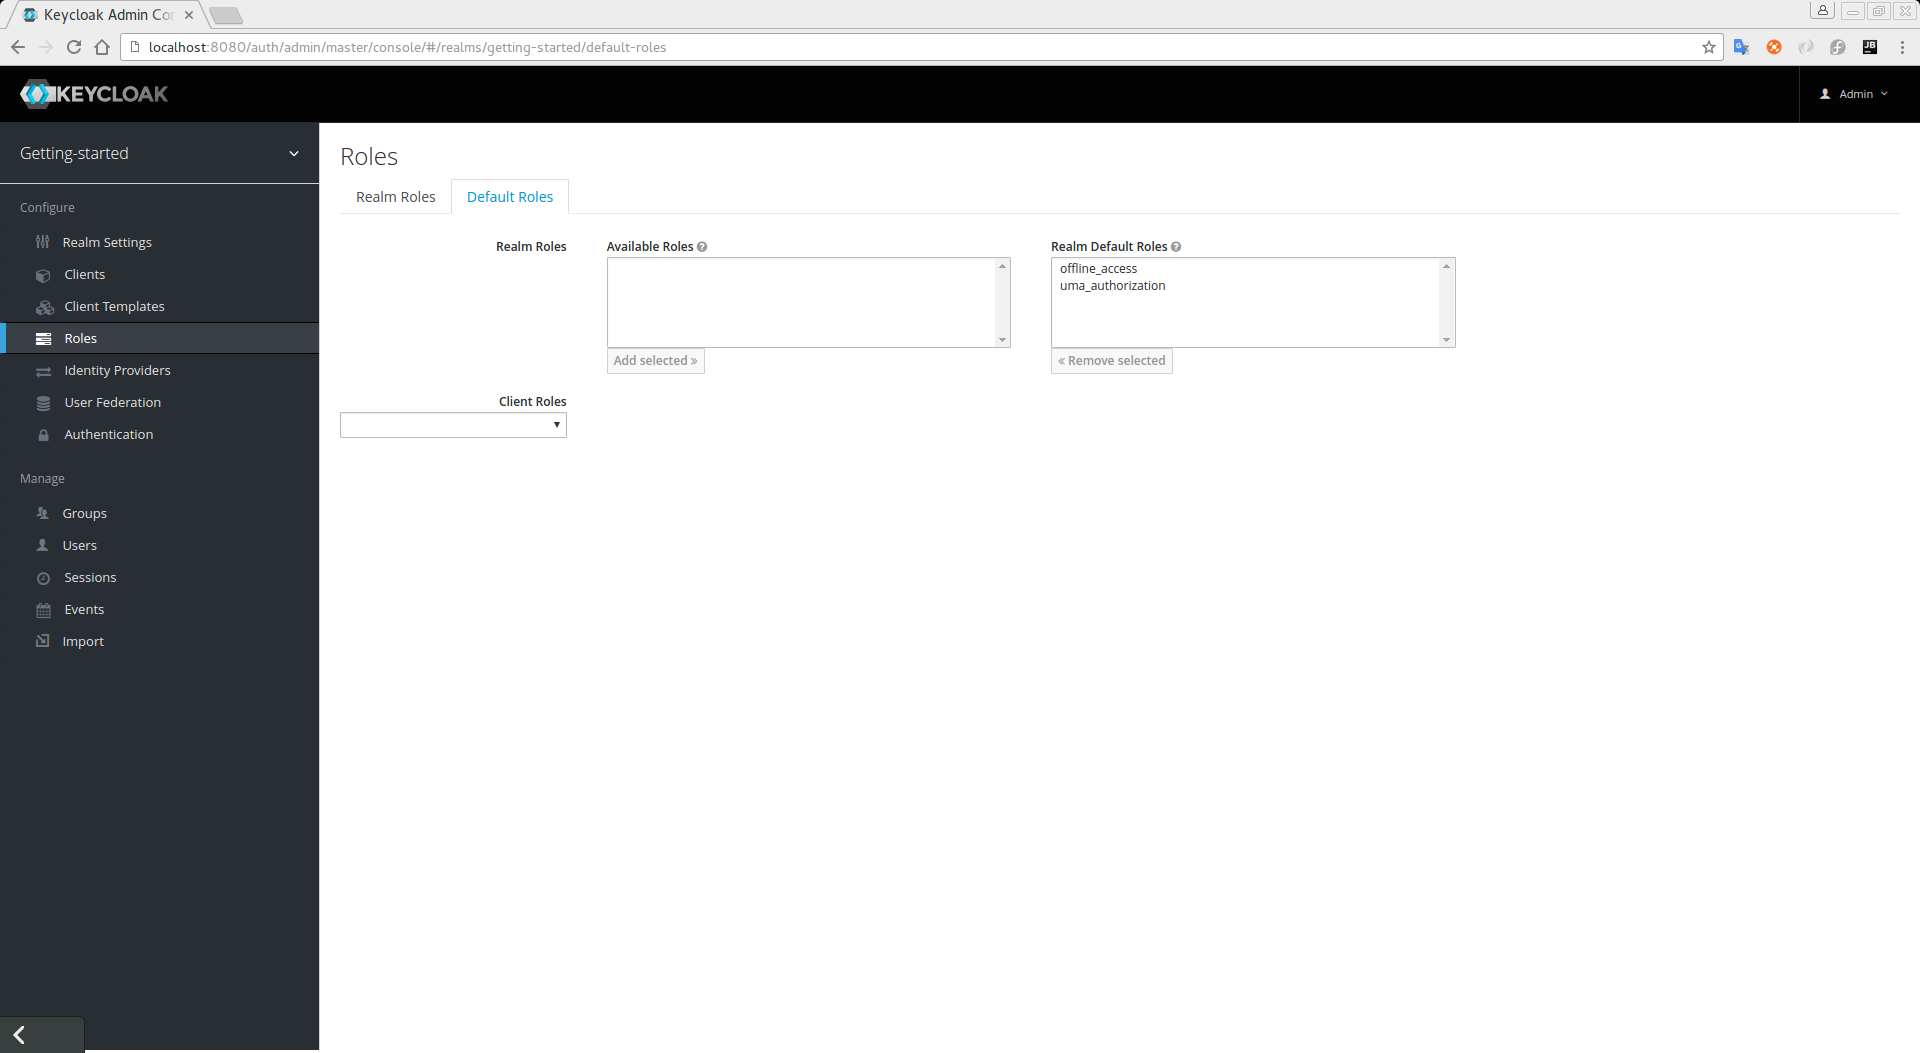 Keycloak Admin Con
localhost:8080/auth/admin/master/console/#/realms/getting-started/default-roles
JB
KEYCLOAK
Admin
Getting-started
Roles
Realm Roles
Default Roles
Configure
Realm Settings
Clients
Client Templates
Roles
Identity Providers
User Federation
Authentication
Manage
Groups
Users
Sessions
Events
Import
Realm Roles
Available Roles
Add selected »
Realm Default Roles
offline_access
uma_authorization
« Remove selected
Client Roles